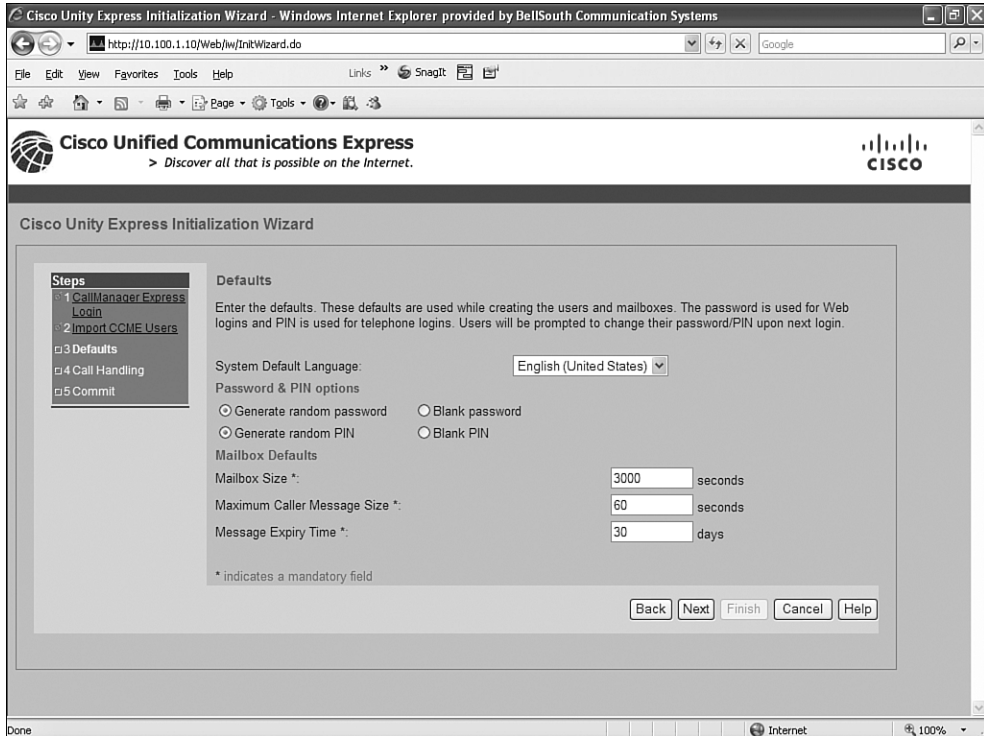 Cisco Unity Express Initialization Wizard - Windows Internet Explorer provided by BellSouth Communication Systems
http://10.100.1.10/Web/iw/InitWizard.do
Google
File Edit View Favorites Tools Help Links » SnagIt
Page Tools
Cisco Unified Communications Express
> Discover all that is possible on the Internet.
CISCO
Cisco Unity Express Initialization Wizard
Steps
1 CallManager Express
Login
2 Import CCME Users
3 Defaults
4 Call Handling
5 Commit
Defaults
Enter the defaults. These defaults are used while creating the users and mailboxes. The password is used for Web
logins and PIN is used for telephone logins. Users will be prompted to change their password/PIN upon next login.
System Default Language: English (United States)
Password & PIN options
Generate random password Blank password
Generate random PIN Blank PIN
Mailbox Defaults
Mailbox Size *: 3000 seconds
Maximum Caller Message Size *: 60 seconds
Message Expiry Time *: 30 days
* indicates a mandatory field
Back Next Finish Cancel Help
Done Internet 100%